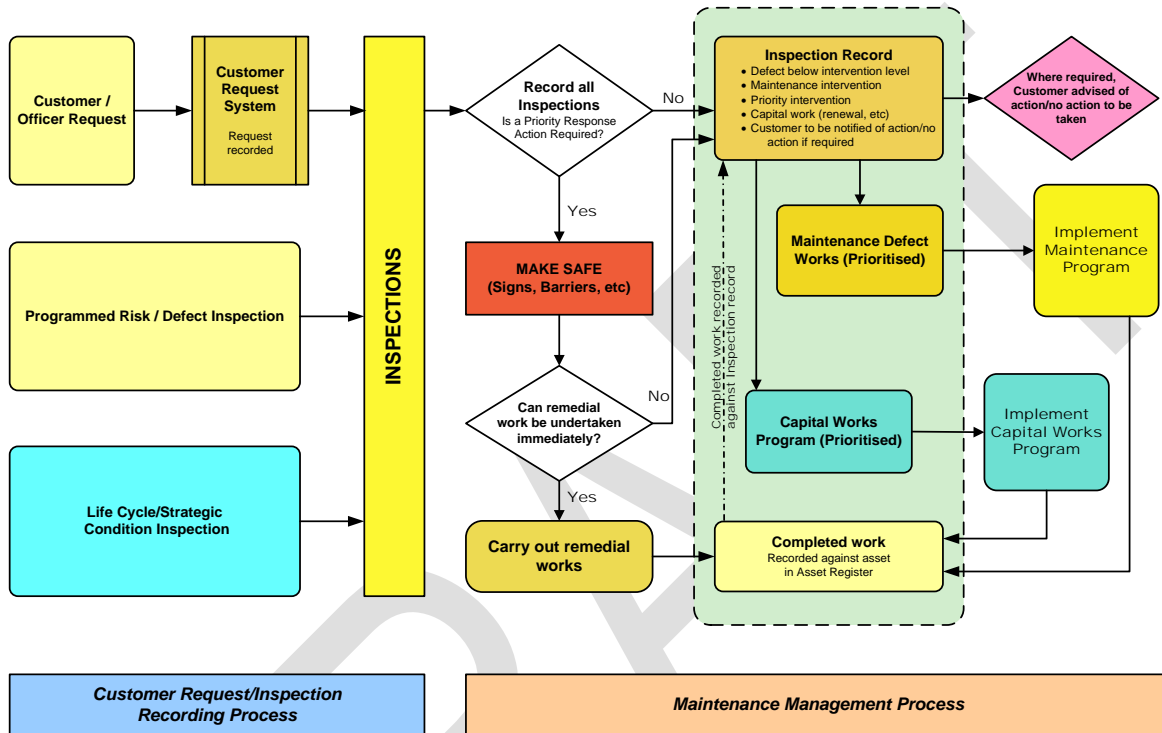 Customer /
Officer Request
Customer
Request
System
Request
recorded
Programmed Risk / Defect Inspection
Life Cycle/Strategic
Condition Inspection
INSPECTIONS
Record all
Inspections
Is a Priority Response
Action Required?
No
Yes
MAKE SAFE
(Signs, Barriers, etc)
Can remedial
work be undertaken
immediately?
No
Yes
Carry out remedial
works
Inspection Record
• Defect below intervention level
• Maintenance intervention
• Priority intervention
• Capital work (renewal, etc)
• Customer to be notified of action/no
action if required
Where required,
Customer advised of
action/no action to be
taken
Maintenance Defect
Works (Prioritised)
Implement
Maintenance
Program
Completed work recorded
against Inspection record
Capital Works
Program (Prioritised)
Implement
Capital Works
Program
Completed work
Recorded against asset
in Asset Register
Customer Request/Inspection
Recording Process
Maintenance Management Process
DRAFT